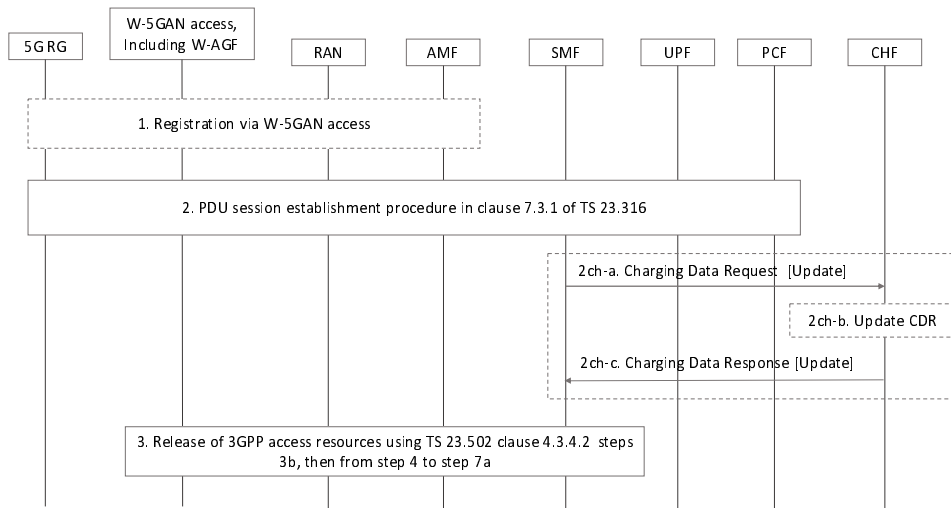 W-5GAN access,
Including W-AGF
5G RG
RAN
AMF
SMF
UPF
PCF
CHF
1. Registration via W-5GAN access
2. PDU session establishment procedure in clause 7.3.1 of TS 23.316
2ch-a. Charging Data Request [Update]
2ch-b. Update CDR
2ch-c. Charging Data Response [Update]
3. Release of 3GPP access resources using TS 23.502 clause 4.3.4.2 steps
3b, then from step 4 to step 7a